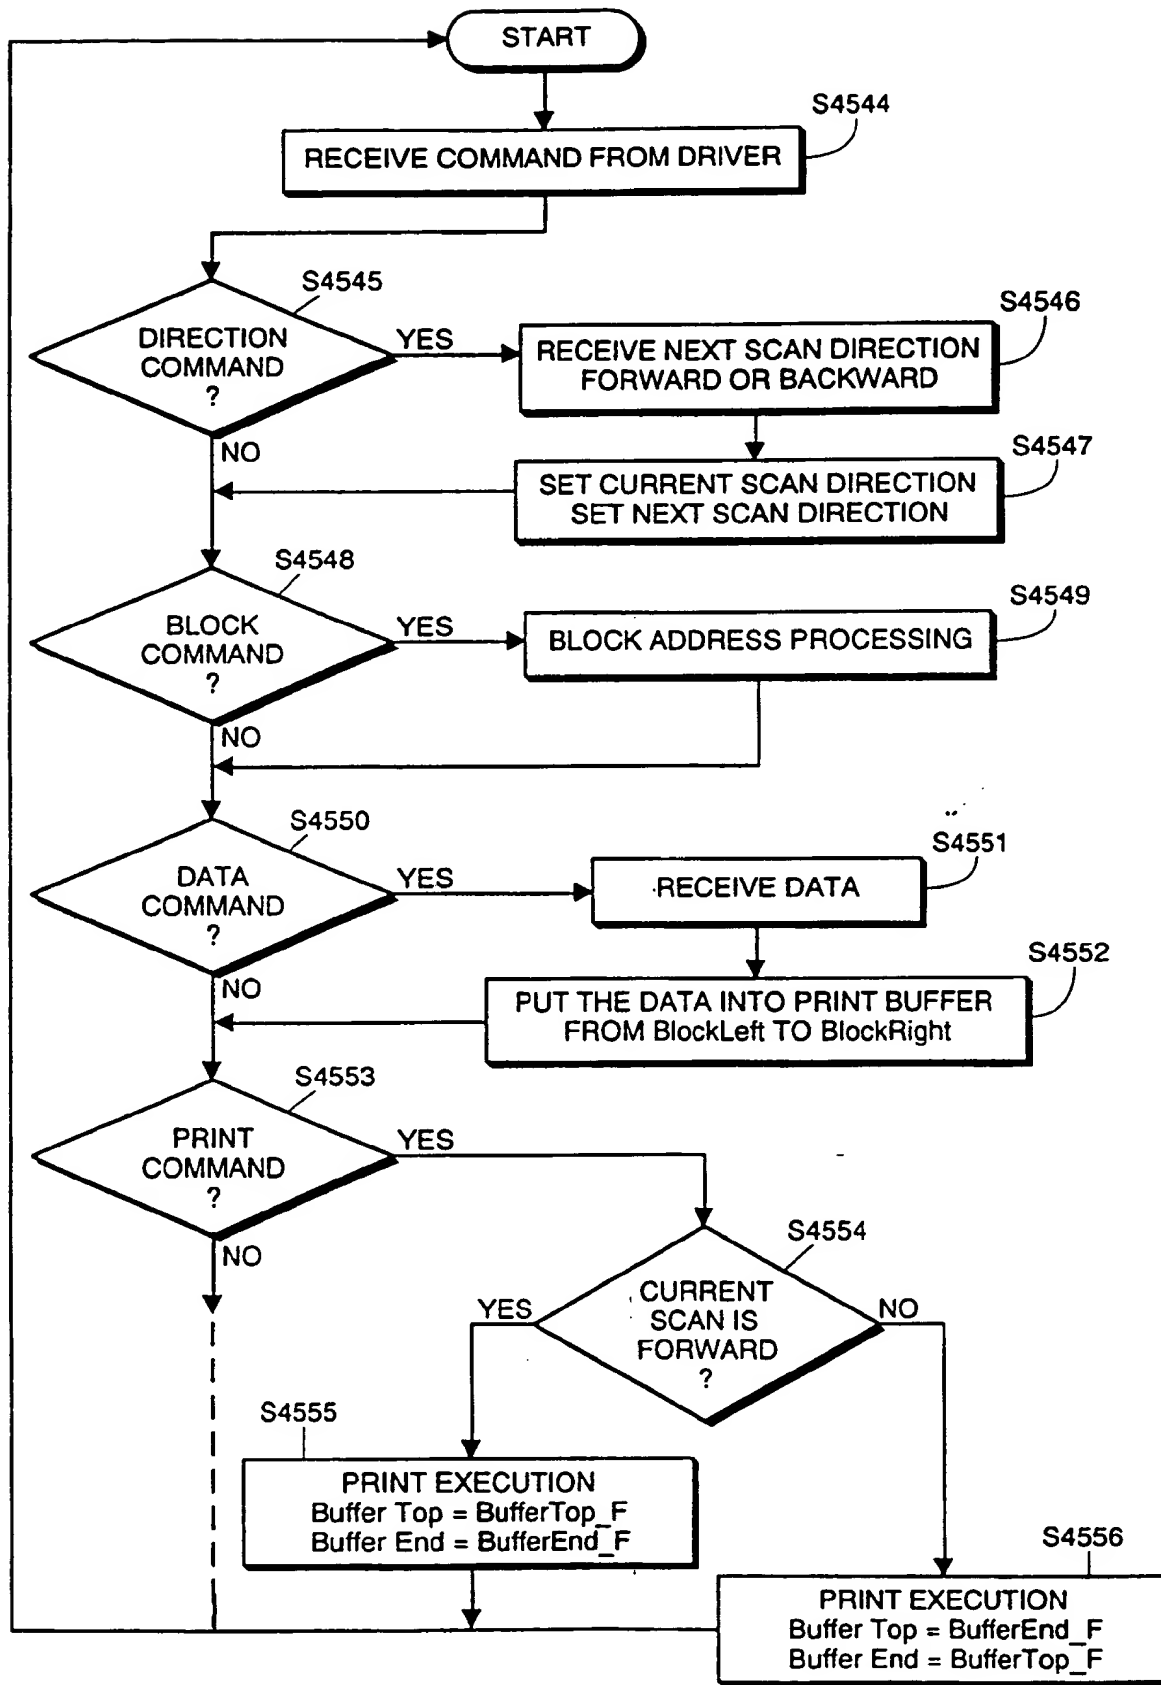 START
S4544
RECEIVE COMMAND FROM DRIVER
S4545
DIRECTION
COMMAND
?
YES
NO
S4546
RECEIVE NEXT SCAN DIRECTION
FORWARD OR BACKWARD
S4547
SET CURRENT SCAN DIRECTION
SET NEXT SCAN DIRECTION
S4548
BLOCK
COMMAND
?
YES
NO
S4549
BLOCK ADDRESS PROCESSING
S4550
DATA
COMMAND
?
YES
NO
S4551
RECEIVE DATA
S4552
PUT THE DATA INTO PRINT BUFFER
FROM BlockLeft TO BlockRight
S4553
PRINT
COMMAND
?
YES
NO
S4554
CURRENT
SCAN IS
FORWARD
?
YES
NO
S4555
PRINT EXECUTION
Buffer Top = BufferTop_F
Buffer End = BufferEnd_F
S4556
PRINT EXECUTION
Buffer Top = BufferEnd_F
Buffer End = BufferTop_F